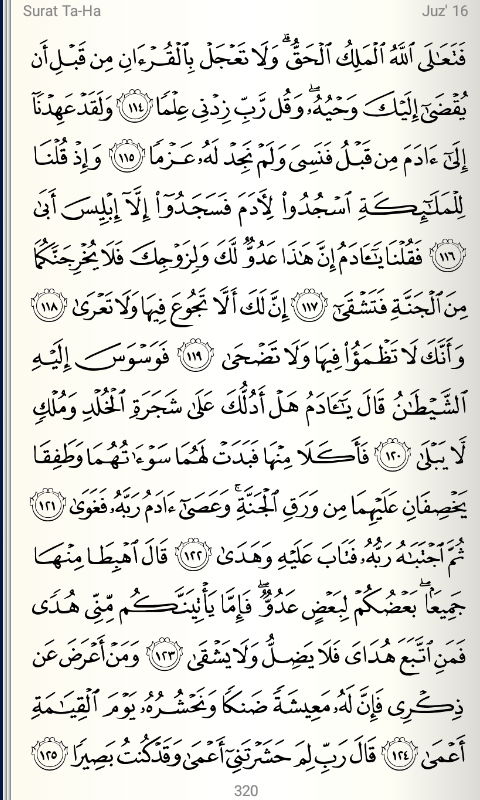 Surat Ta-Ha
Juz' 16
فَتَعَٰلَى ٱللَّهُ ٱلْمَلِكُ ٱلْحَقُّ ۗ وَلَا تَعْجَلْ بِٱلْقُرْءَانِ مِن قَبْلِ أَن
يُقْضَىٰٓ إِلَيْكَ وَحْيُهُۥ ۖ وَقُل رَّبِّ زِدْنِى عِلْمًا ١١٤ وَلَقَدْ عَهِدْنَآ
إِلَىٰٓ ءَادَمَ مِن قَبْلُ فَنَسِىَ وَلَمْ نَجِدْ لَهُۥ عَزْمًا ١١٥ وَإِذْ قُلْنَا
لِلْمَلَٰٓئِكَةِ ٱسْجُدُوا۟ لِءَادَمَ فَسَجَدُوٓا۟ إِلَّآ إِبْلِيسَ أَبَىٰ
١١٦ فَقُلْنَا يَٰٓـَٔادَمُ إِنَّ هَٰذَا عَدُوٌّ لَّكَ وَلِزَوْجِكَ فَلَا يُخْرِجَنَّكُمَا
مِنَ ٱلْجَنَّةِ فَتَشْقَىٰٓ ١١٧ إِنَّ لَكَ أَلَّا تَجُوعَ فِيهَا وَلَا تَعْرَىٰ ١١٨
وَأَنَّكَ لَا تَظْمَؤُا۟ فِيهَا وَلَا تَضْحَىٰ ١١٩ فَوَسْوَسَ إِلَيْهِ
ٱلشَّيْطَٰنُ قَالَ يَٰٓـَٔادَمُ هَلْ أَدُلُّكَ عَلَىٰ شَجَرَةِ ٱلْخُلْدِ وَمُلْكٍ
لَّا يَبْلَىٰ ١٢٠ فَأَكَلَا مِنْهَا فَبَدَتْ لَهُمَا سَوْءَٰتُهُمَا وَطَفِقَا
يَخْصِفَانِ عَلَيْهِمَا مِن وَرَقِ ٱلْجَنَّةِ ۚ وَعَصَىٰٓ ءَادَمُ رَبَّهُۥ فَغَوَىٰ ١٢١
ثُمَّ ٱجْتَبَٰهُ رَبُّهُۥ فَتَابَ عَلَيْهِ وَهَدَىٰ ١٢٢ قَالَ ٱهْبِطَا مِنْهَا
جَمِيعًۢا ۖ بَعْضُكُمْ لِبَعْضٍ عَدُوٌّ ۖ فَإِمَّا يَأْتِيَنَّكُم مِّنِّى هُدًى
فَمَنِ ٱتَّبَعَ هُدَاىَ فَلَا يَضِلُّ وَلَا يَشْقَىٰ ١٢٣ وَمَنْ أَعْرَضَ عَن
ذِكْرِى فَإِنَّ لَهُۥ مَعِيشَةً ضَنكًا وَنَحْشُرُهُۥ يَوْمَ ٱلْقِيَٰمَةِ
أَعْمَىٰ ١٢٤ قَالَ رَبِّ لِمَ حَشَرْتَنِىٓ أَعْمَىٰ وَقَدْ كُنتُ بَصِيرًا ١٢٥
320